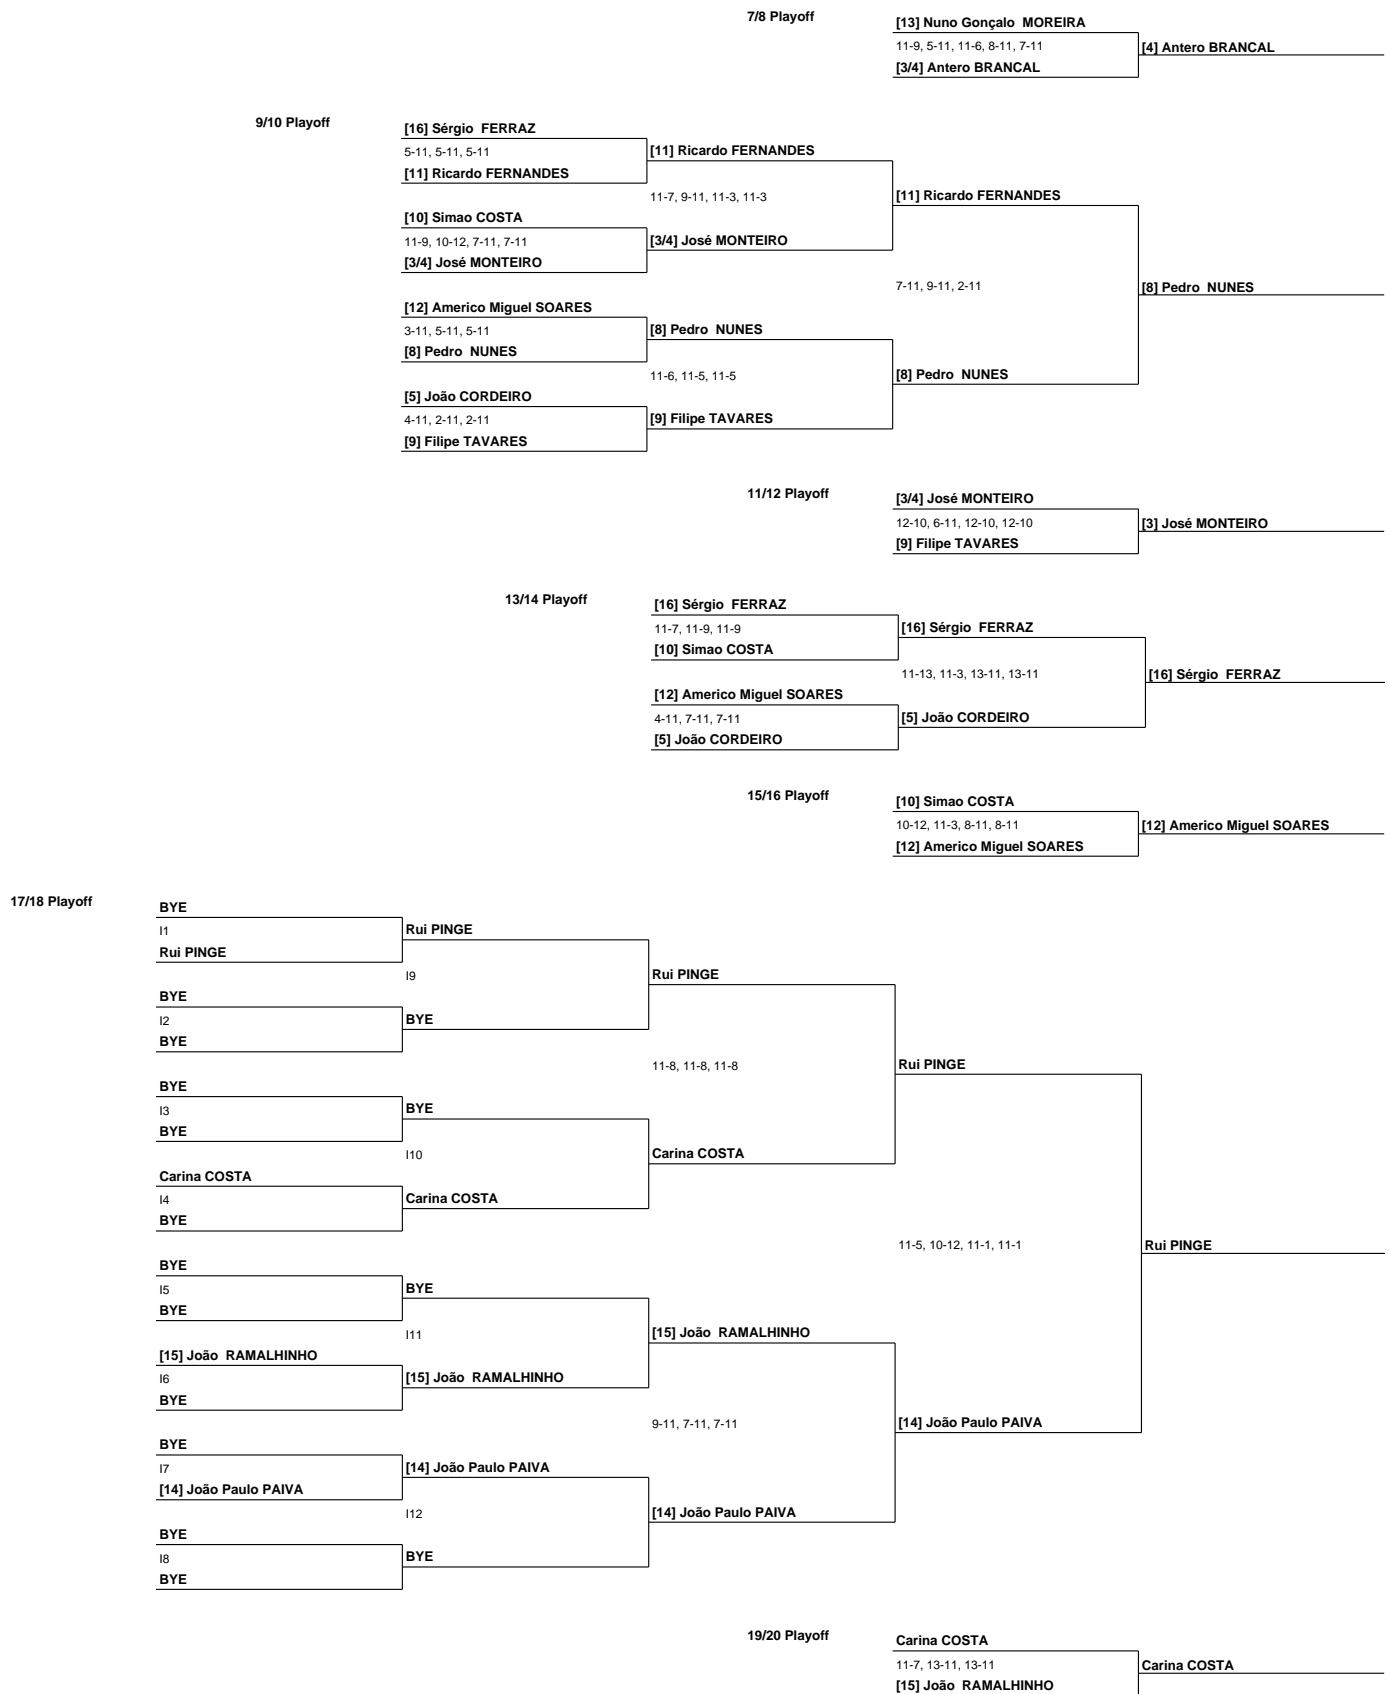 7/8 Playoff
[13] Nuno Gonçalo  MOREIRA
11-9, 5-11, 11-6, 8-11, 7-11
[4] Antero BRANCAL
[3/4] Antero BRANCAL
9/10 Playoff
[16] Sérgio  FERRAZ
5-11, 5-11, 5-11
[11] Ricardo FERNANDES
[11] Ricardo FERNANDES
11-7, 9-11, 11-3, 11-3
[11] Ricardo FERNANDES
[10] Simao COSTA
11-9, 10-12, 7-11, 7-11
[3/4] José MONTEIRO
[3/4] José MONTEIRO
7-11, 9-11, 2-11
[8] Pedro  NUNES
[12] Americo Miguel SOARES
3-11, 5-11, 5-11
[8] Pedro  NUNES
[8] Pedro  NUNES
11-6, 11-5, 11-5
[8] Pedro  NUNES
[5] João CORDEIRO
4-11, 2-11, 2-11
[9] Filipe TAVARES
[9] Filipe TAVARES
11/12 Playoff
[3/4] José MONTEIRO
12-10, 6-11, 12-10, 12-10
[3] José MONTEIRO
[9] Filipe TAVARES
13/14 Playoff
[16] Sérgio  FERRAZ
11-7, 11-9, 11-9
[16] Sérgio  FERRAZ
[10] Simao COSTA
11-13, 11-3, 13-11, 13-11
[16] Sérgio  FERRAZ
[12] Americo Miguel SOARES
4-11, 7-11, 7-11
[5] João CORDEIRO
[5] João CORDEIRO
15/16 Playoff
[10] Simao COSTA
10-12, 11-3, 8-11, 8-11
[12] Americo Miguel SOARES
[12] Americo Miguel SOARES
17/18 Playoff
BYE
I1
Rui PINGE
Rui PINGE
I9
Rui PINGE
BYE
I2
BYE
BYE
11-8, 11-8, 11-8
Rui PINGE
BYE
I3
BYE
BYE
I10
Carina COSTA
Carina COSTA
I4
Carina COSTA
BYE
11-5, 10-12, 11-1, 11-1
Rui PINGE
BYE
I5
BYE
BYE
I11
[15] João  RAMALHINHO
[15] João  RAMALHINHO
I6
[15] João  RAMALHINHO
BYE
9-11, 7-11, 7-11
[14] João Paulo PAIVA
BYE
I7
[14] João Paulo PAIVA
[14] João Paulo PAIVA
I12
[14] João Paulo PAIVA
BYE
I8
BYE
BYE
19/20 Playoff
Carina COSTA
11-7, 13-11, 13-11
Carina COSTA
[15] João  RAMALHINHO